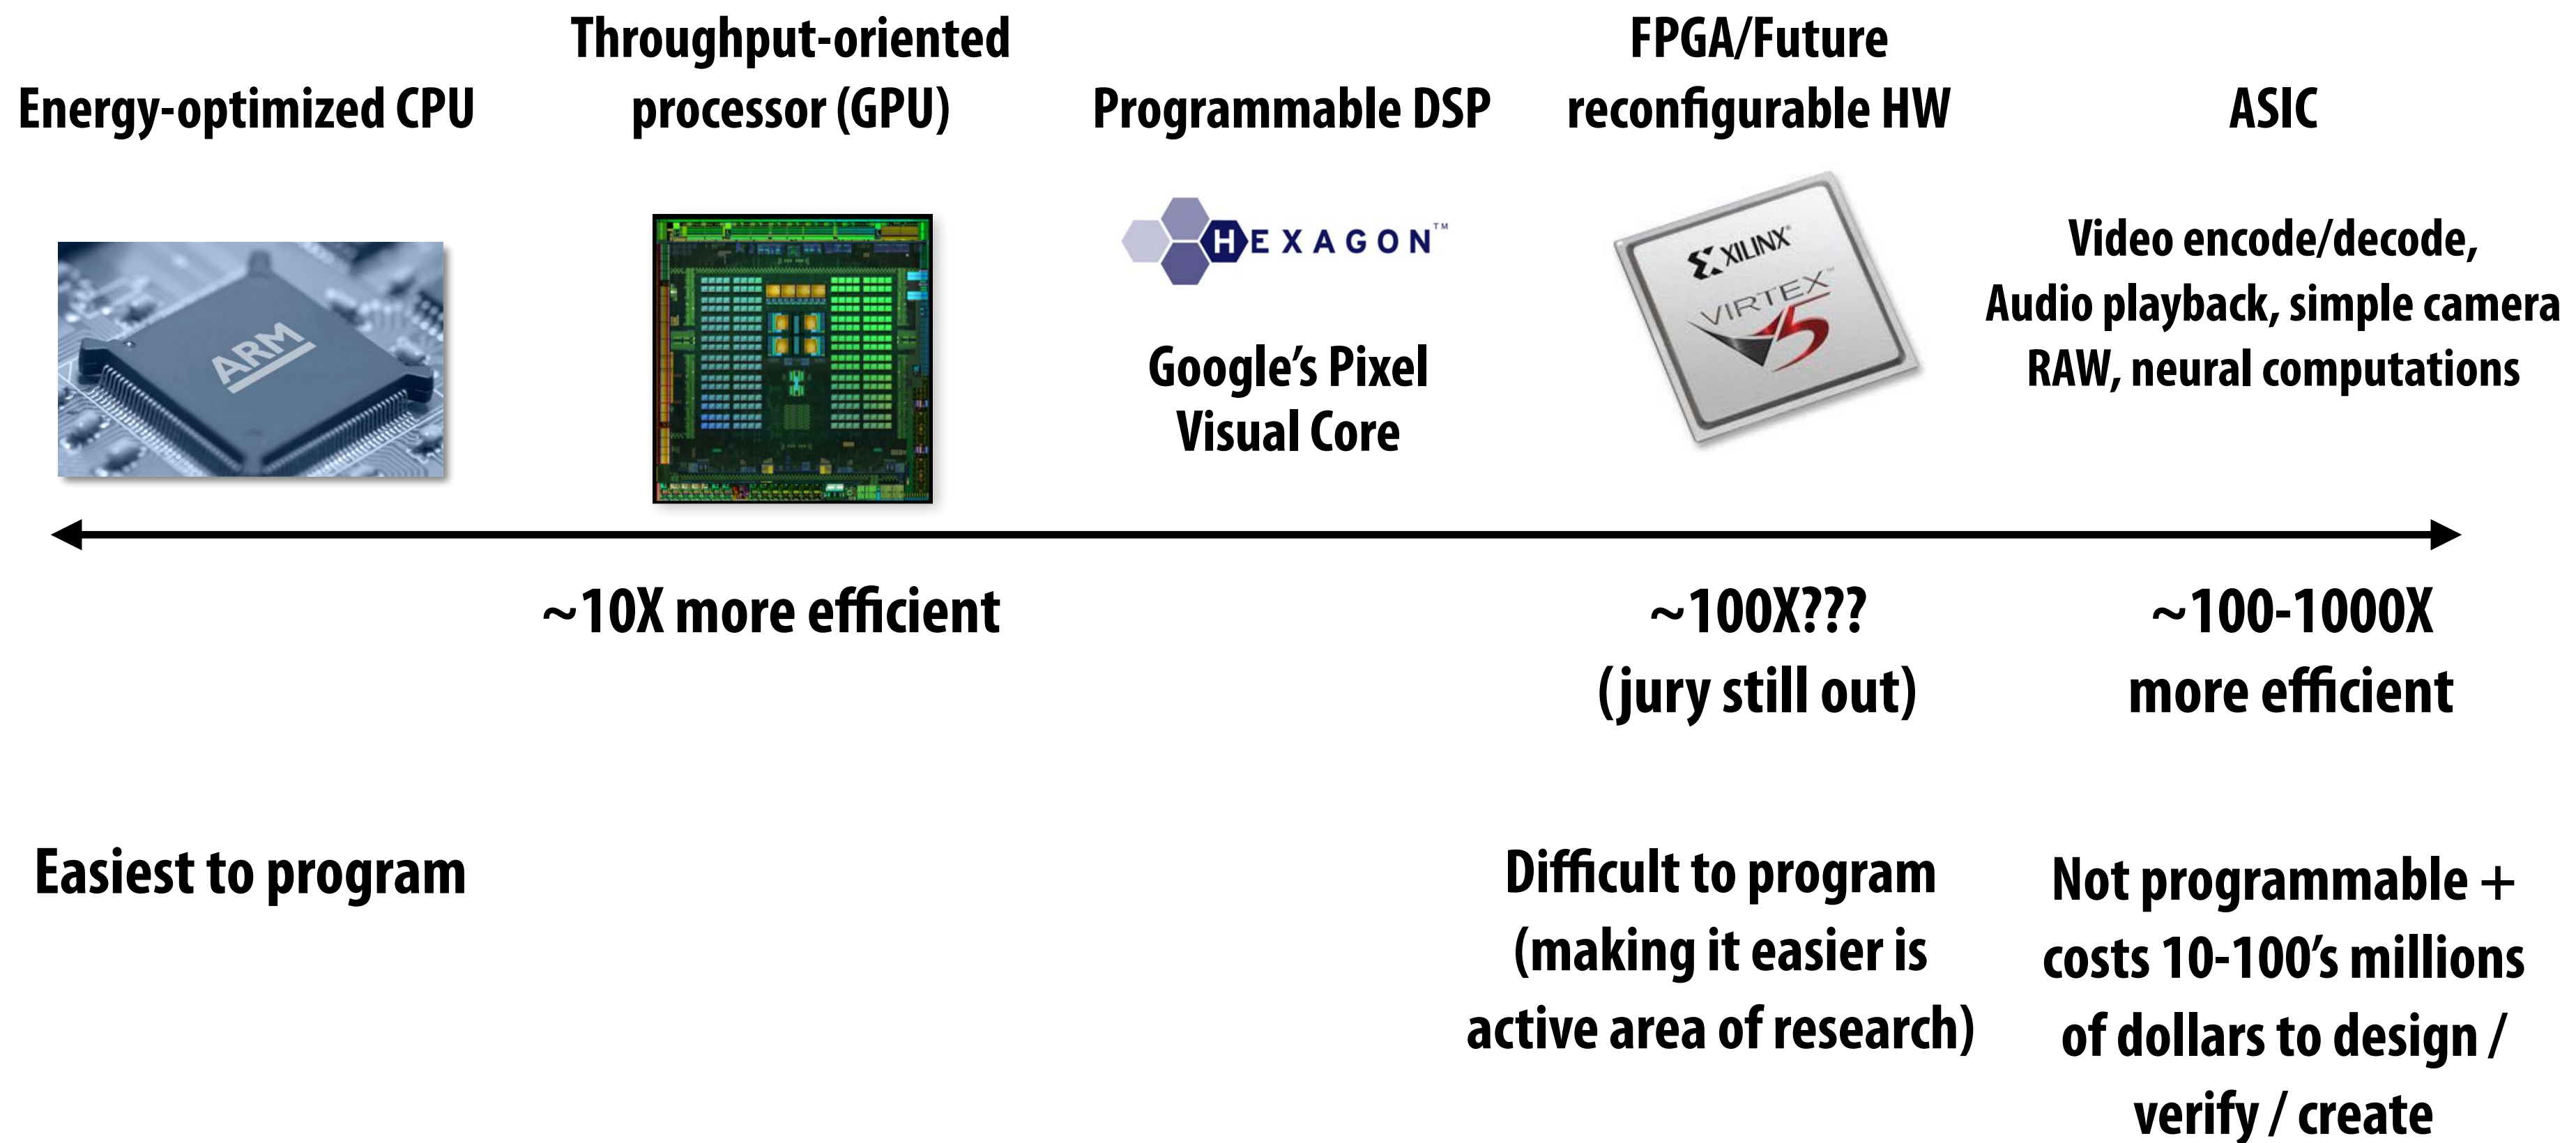 Energy-optimized CPU
Throughput-oriented
processor (GPU)
Programmable DSP
FPGA/Future
reconfigurable HW
ASIC
ARM
HEXAGON™
Google’s Pixel
Visual Core
XILINX®
VIRTEX™
5
Video encode/decode,
Audio playback, simple camera
RAW, neural computations
~10X more efficient
~100X???
(jury still out)
~100-1000X
more efficient
Easiest to program
Difficult to program
(making it easier is
active area of research)
Not programmable +
costs 10-100’s millions
of dollars to design /
verify / create